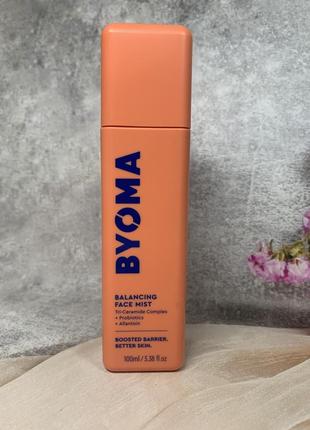 BYOMA
BALANCING
FACE MIST
Tri-Ceramide Complex
+ Probiotics
+ Allantoin
BOOSTED BARRIER.
BETTER SKIN.
100ml / 3.38 fl oz